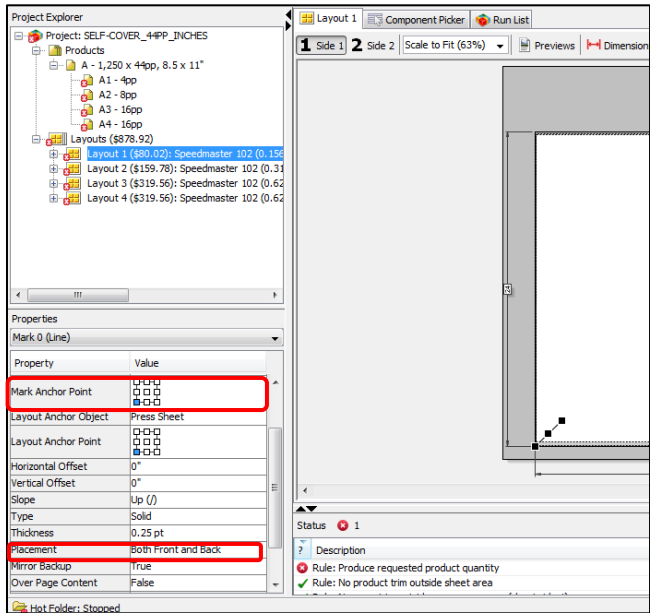 Project Explorer
Project: SELF-COVER_44PP_INCHES
Products
A - 1,250 x 44pp, 8.5 x 11"
A1 - 4pp
A2 - 8pp
A3 - 16pp
A4 - 16pp
Layouts ($878.92)
Layout 1 ($80.02): Speedmaster 102 (0.156
Layout 2 ($159.78): Speedmaster 102 (0.31
Layout 3 ($319.56): Speedmaster 102 (0.62
Layout 4 ($319.56): Speedmaster 102 (0.62
Properties
Mark 0 (Line)
Property Value
Mark Anchor Point
Layout Anchor Object Press Sheet
Layout Anchor Point
Horizontal Offset 0"
Vertical Offset 0"
Slope Up (/)
Type Solid
Thickness 0.25 pt
Placement Both Front and Back
Mirror Backup True
Over Page Content False
Hot Folder: Stopped
Layout 1 Component Picker Run List
1 Side 1 2 Side 2 Scale to Fit (63%) Previews Dimension
24
Status 1
? Description
Rule: Produce requested product quantity
Rule: No product trim outside sheet area